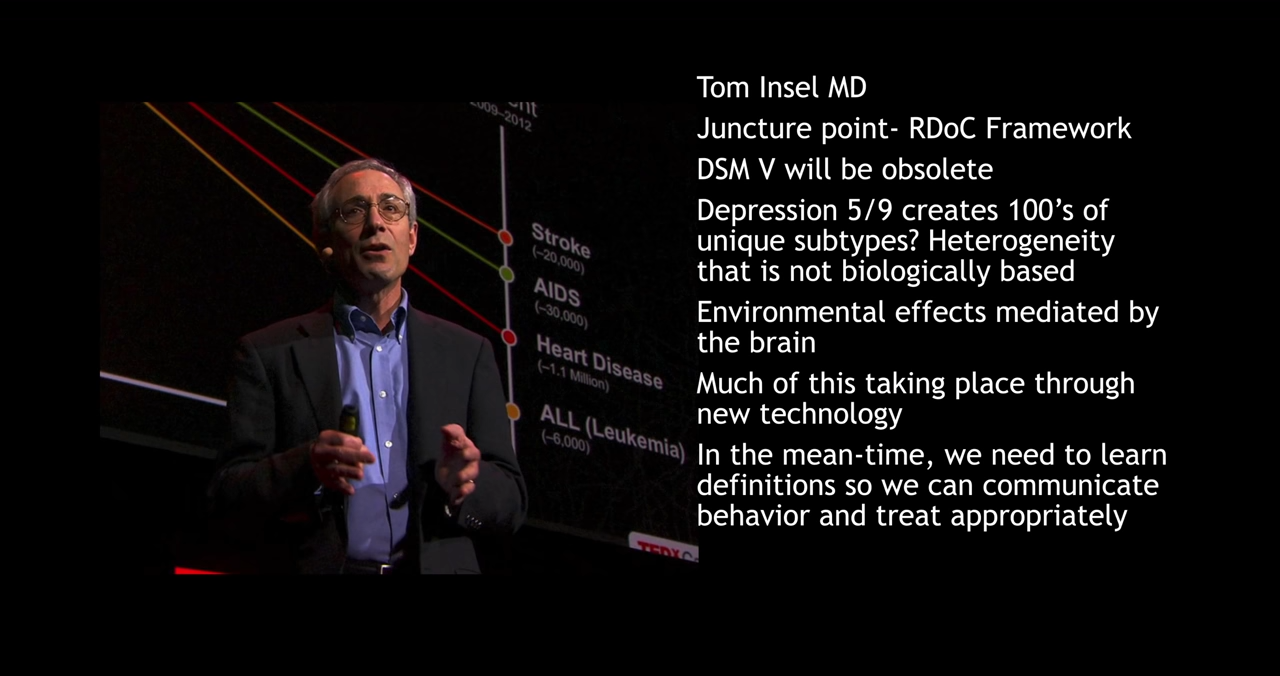 Tom Insel MD
Juncture point- RDoC Framework
DSM V will be obsolete
Depression 5/9 creates 100’s of
unique subtypes? Heterogeneity
that is not biologically based
Environmental effects mediated by
the brain
Much of this taking place through
new technology
In the mean-time, we need to learn
definitions so we can communicate
behavior and treat appropriately
2009–2012
Stroke
(–20,000)
AIDS
(–30,000)
Heart Disease
(–1.1 Million)
ALL (Leukemia)
(–6,000)
TEDx